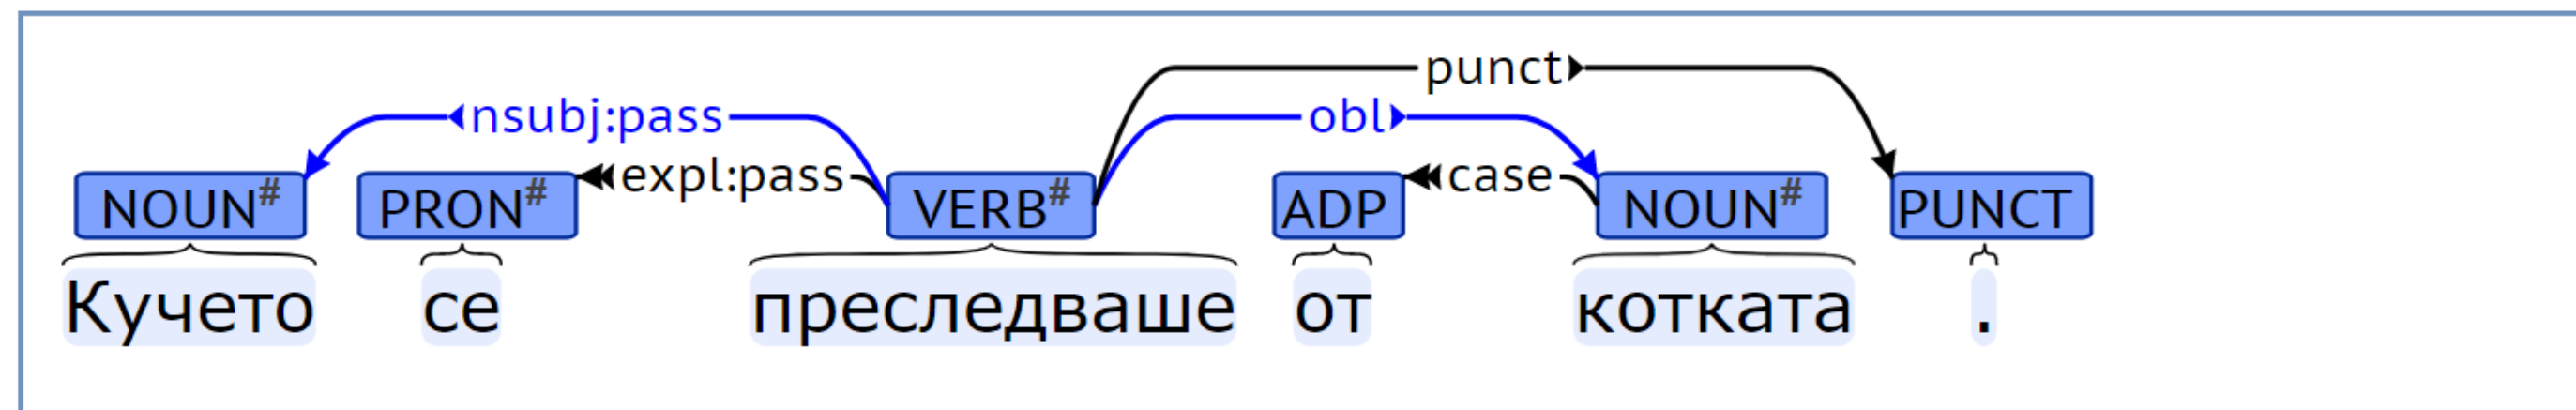 punct
nsubj:pass obl
expl:pass case
NOUN# PRON# VERB# ADP NOUN# PUNCT
Кучето се преследваше от котката .